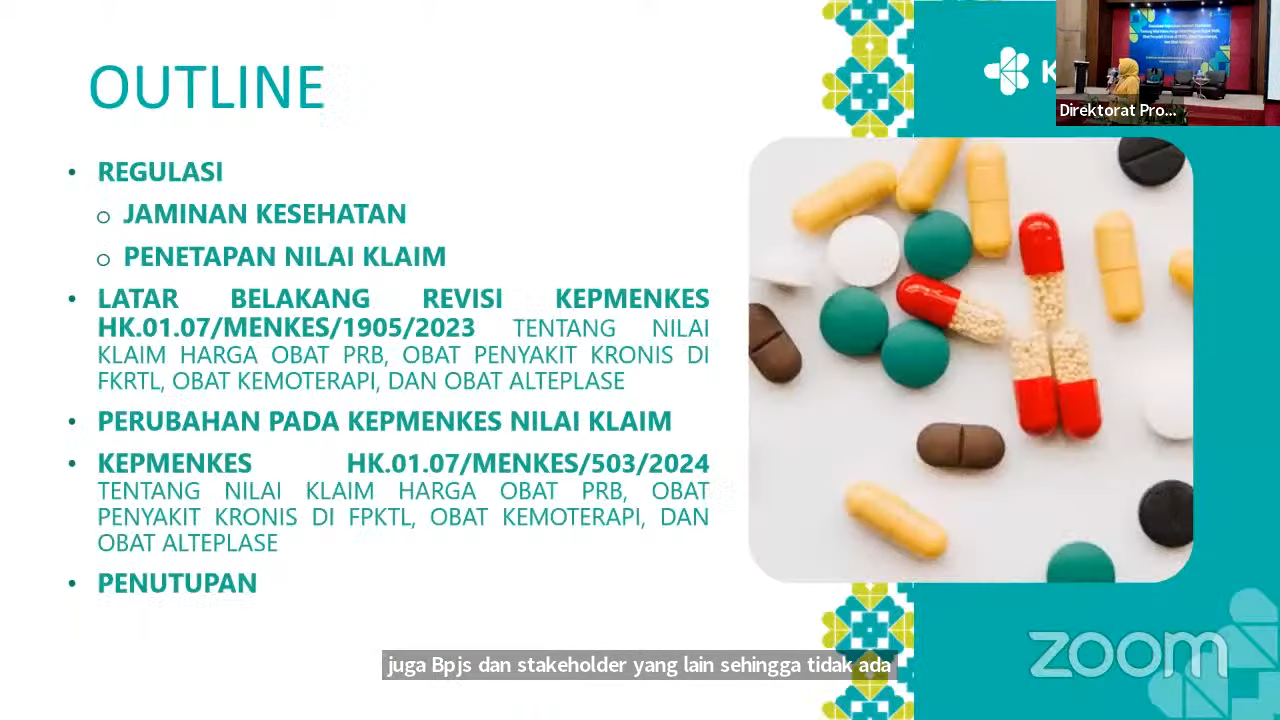 OUTLINE
K
Direktorat Pro...
• REGULASI
o JAMINAN KESEHATAN
o PENETAPAN NILAI KLAIM
• LATAR BELAKANG REVISI KEPMENKES
HK.01.07/MENKES/1905/2023 TENTANG NILAI
KLAIM HARGA OBAT PRB, OBAT PENYAKIT KRONIS DI
FKRTL, OBAT KEMOTERAPI, DAN OBAT ALTEPLASE
• PERUBAHAN PADA KEPMENKES NILAI KLAIM
• KEPMENKES HK.01.07/MENKES/503/2024
TENTANG NILAI KLAIM HARGA OBAT PRB, OBAT
PENYAKIT KRONIS DI FPKTL, OBAT KEMOTERAPI, DAN
OBAT ALTEPLASE
• PENUTUPAN
juga Bpjs dan stakeholder yang lain sehingga tidak ada
zoom